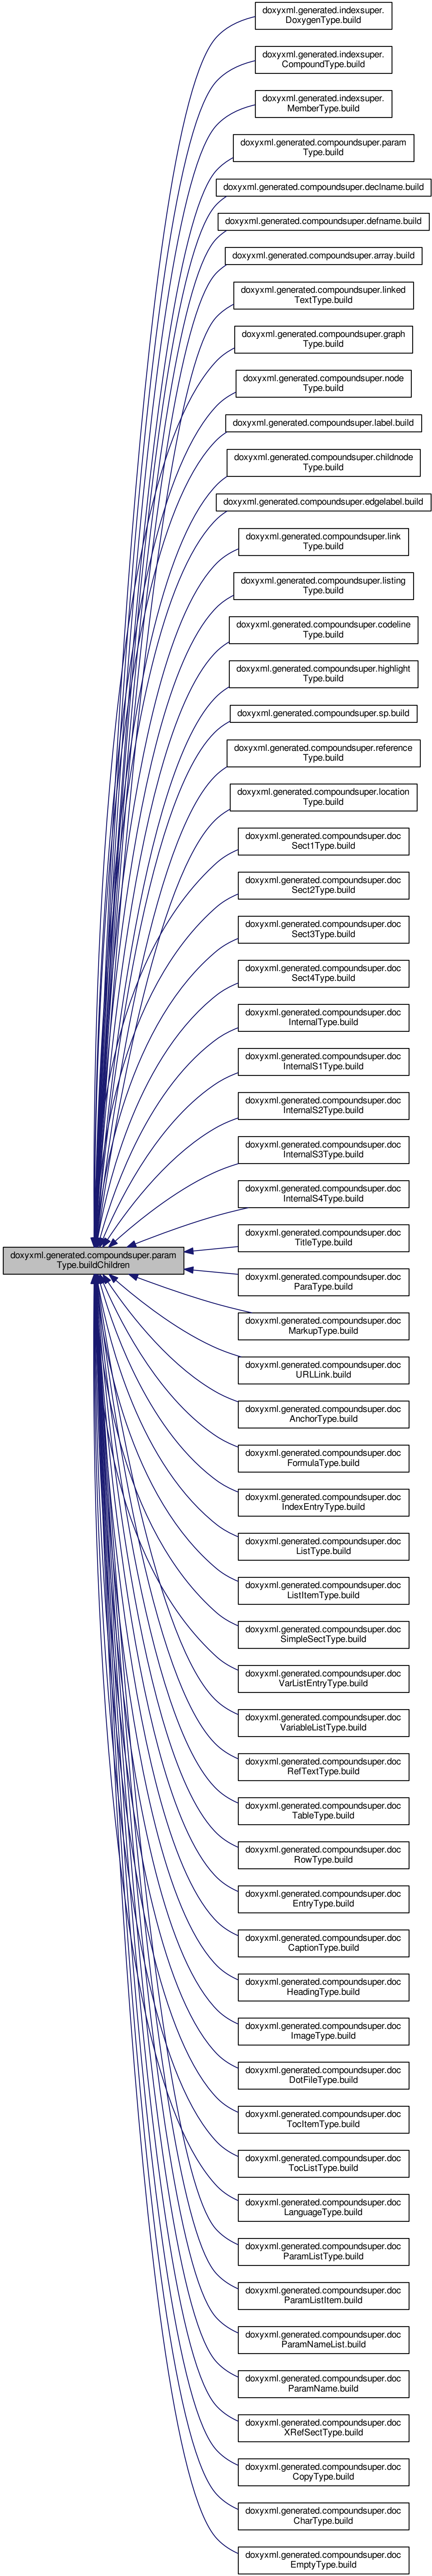 doxyxml.generated.indexsuper.
DoxygenType.build
doxyxml.generated.indexsuper.
CompoundType.build
doxyxml.generated.indexsuper.
MemberType.build
doxyxml.generated.compoundsuper.param
Type.build
doxyxml.generated.compoundsuper.declname.build
doxyxml.generated.compoundsuper.defname.build
doxyxml.generated.compoundsuper.array.build
doxyxml.generated.compoundsuper.linked
TextType.build
doxyxml.generated.compoundsuper.graph
Type.build
doxyxml.generated.compoundsuper.node
Type.build
doxyxml.generated.compoundsuper.label.build
doxyxml.generated.compoundsuper.childnode
Type.build
doxyxml.generated.compoundsuper.edgelabel.build
doxyxml.generated.compoundsuper.link
Type.build
doxyxml.generated.compoundsuper.listing
Type.build
doxyxml.generated.compoundsuper.codeline
Type.build
doxyxml.generated.compoundsuper.highlight
Type.build
doxyxml.generated.compoundsuper.sp.build
doxyxml.generated.compoundsuper.reference
Type.build
doxyxml.generated.compoundsuper.location
Type.build
doxyxml.generated.compoundsuper.doc
Sect1Type.build
doxyxml.generated.compoundsuper.doc
Sect2Type.build
doxyxml.generated.compoundsuper.doc
Sect3Type.build
doxyxml.generated.compoundsuper.doc
Sect4Type.build
doxyxml.generated.compoundsuper.doc
InternalType.build
doxyxml.generated.compoundsuper.doc
InternalS1Type.build
doxyxml.generated.compoundsuper.doc
InternalS2Type.build
doxyxml.generated.compoundsuper.doc
InternalS3Type.build
doxyxml.generated.compoundsuper.doc
InternalS4Type.build
doxyxml.generated.compoundsuper.doc
TitleType.build
doxyxml.generated.compoundsuper.param
Type.buildChildren
doxyxml.generated.compoundsuper.doc
ParaType.build
doxyxml.generated.compoundsuper.doc
MarkupType.build
doxyxml.generated.compoundsuper.doc
URLLink.build
doxyxml.generated.compoundsuper.doc
AnchorType.build
doxyxml.generated.compoundsuper.doc
FormulaType.build
doxyxml.generated.compoundsuper.doc
IndexEntryType.build
doxyxml.generated.compoundsuper.doc
ListType.build
doxyxml.generated.compoundsuper.doc
ListItemType.build
doxyxml.generated.compoundsuper.doc
SimpleSectType.build
doxyxml.generated.compoundsuper.doc
VarListEntryType.build
doxyxml.generated.compoundsuper.doc
VariableListType.build
doxyxml.generated.compoundsuper.doc
RefTextType.build
doxyxml.generated.compoundsuper.doc
TableType.build
doxyxml.generated.compoundsuper.doc
RowType.build
doxyxml.generated.compoundsuper.doc
EntryType.build
doxyxml.generated.compoundsuper.doc
CaptionType.build
doxyxml.generated.compoundsuper.doc
HeadingType.build
doxyxml.generated.compoundsuper.doc
ImageType.build
doxyxml.generated.compoundsuper.doc
DotFileType.build
doxyxml.generated.compoundsuper.doc
TocItemType.build
doxyxml.generated.compoundsuper.doc
TocListType.build
doxyxml.generated.compoundsuper.doc
LanguageType.build
doxyxml.generated.compoundsuper.doc
ParamListType.build
doxyxml.generated.compoundsuper.doc
ParamListItem.build
doxyxml.generated.compoundsuper.doc
ParamNameList.build
doxyxml.generated.compoundsuper.doc
ParamName.build
doxyxml.generated.compoundsuper.doc
XRefSectType.build
doxyxml.generated.compoundsuper.doc
CopyType.build
doxyxml.generated.compoundsuper.doc
CharType.build
doxyxml.generated.compoundsuper.doc
EmptyType.build